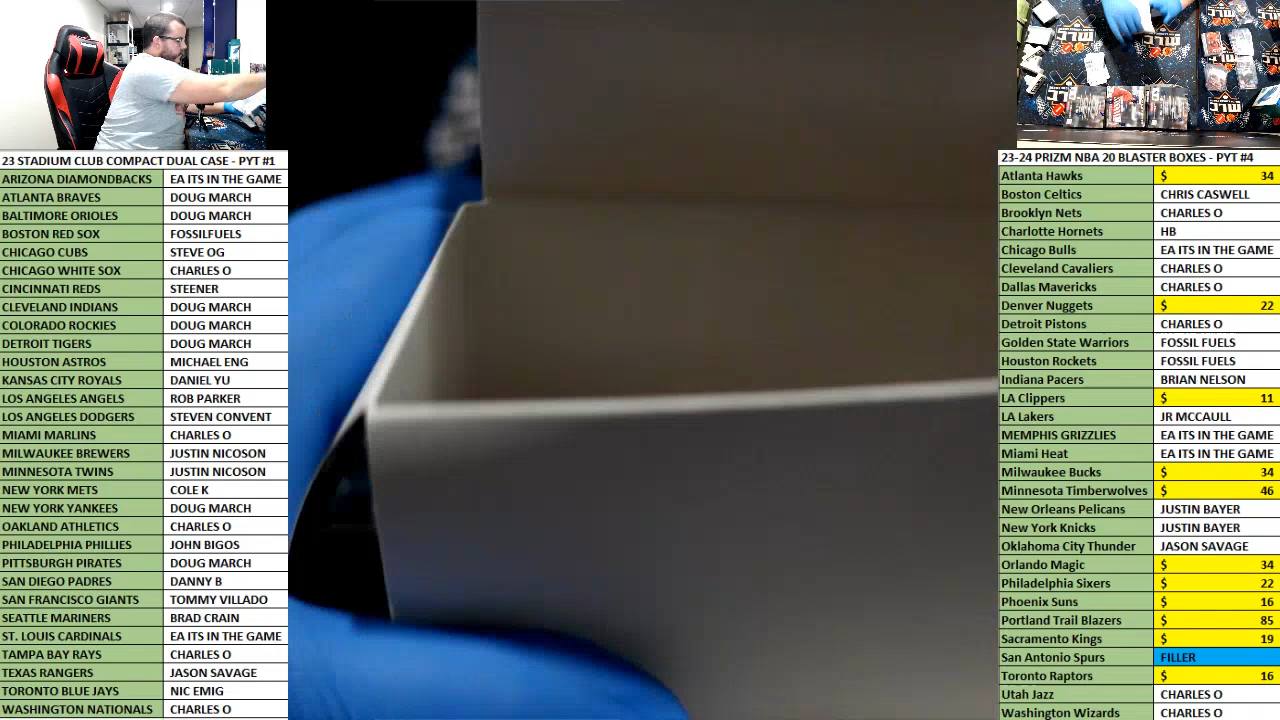 23 STADIUM CLUB COMPACT DUAL CASE - PYT #1
ARIZONA DIAMONDBACKS EA ITS IN THE GAME
ATLANTA BRAVES DOUG MARCH
BALTIMORE ORIOLES DOUG MARCH
BOSTON RED SOX FOSSILFUELS
CHICAGO CUBS STEVE OG
CHICAGO WHITE SOX CHARLES O
CINCINNATI REDS STEENER
CLEVELAND INDIANS DOUG MARCH
COLORADO ROCKIES DOUG MARCH
DETROIT TIGERS DOUG MARCH
HOUSTON ASTROS MICHAEL ENG
KANSAS CITY ROYALS DANIEL YU
LOS ANGELES ANGELS ROB PARKER
LOS ANGELES DODGERS STEVEN CONVENT
MIAMI MARLINS CHARLES O
MILWAUKEE BREWERS JUSTIN NICOSON
MINNESOTA TWINS JUSTIN NICOSON
NEW YORK METS COLE K
NEW YORK YANKEES DOUG MARCH
OAKLAND ATHLETICS CHARLES O
PHILADELPHIA PHILLIES JOHN BIGOS
PITTSBURGH PIRATES DOUG MARCH
SAN DIEGO PADRES DANNY B
SAN FRANCISCO GIANTS TOMMY VILLADO
SEATTLE MARINERS BRAD CRAIN
ST. LOUIS CARDINALS EA ITS IN THE GAME
TAMPA BAY RAYS CHARLES O
TEXAS RANGERS JASON SAVAGE
TORONTO BLUE JAYS NIC EMIG
WASHINGTON NATIONALS CHARLES O
23-24 PRIZM NBA 20 BLASTER BOXES - PYT #4
Atlanta Hawks $ 34
Boston Celtics CHRIS CASWELL
Brooklyn Nets CHARLES O
Charlotte Hornets HB
Chicago Bulls EA ITS IN THE GAME
Cleveland Cavaliers CHARLES O
Dallas Mavericks CHARLES O
Denver Nuggets $ 22
Detroit Pistons CHARLES O
Golden State Warriors FOSSIL FUELS
Houston Rockets FOSSIL FUELS
Indiana Pacers BRIAN NELSON
LA Clippers $ 11
LA Lakers JR MCCAULL
MEMPHIS GRIZZLIES EA ITS IN THE GAME
Miami Heat EA ITS IN THE GAME
Milwaukee Bucks $ 34
Minnesota Timberwolves $ 46
New Orleans Pelicans JUSTIN BAYER
New York Knicks JUSTIN BAYER
Oklahoma City Thunder JASON SAVAGE
Orlando Magic $ 34
Philadelphia Sixers $ 22
Phoenix Suns $ 16
Portland Trail Blazers $ 85
Sacramento Kings $ 19
San Antonio Spurs FILLER
Toronto Raptors $ 16
Utah Jazz CHARLES O
Washington Wizards CHARLES O